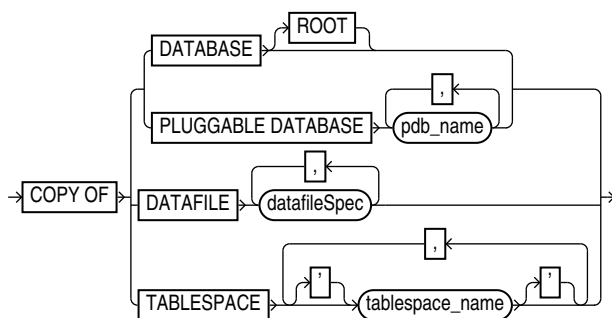 ROOT
DATABASE
,
PLUGGABLE DATABASE pdb_name
,
COPY OF DATAFILE datafileSpec
,
TABLESPACE ' tablespace_name '